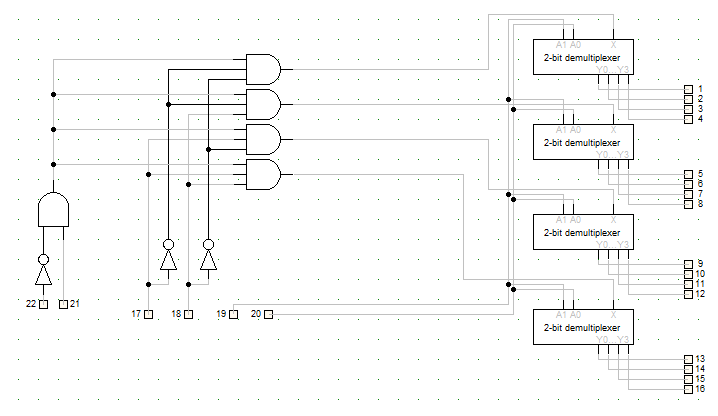 A1 A0 X
2-bit demultiplexer
Y0.. Y3
1
2
3
4
A1 A0 X
2-bit demultiplexer
Y0.. Y3
5
6
7
8
A1 A0 X
2-bit demultiplexer
Y0.. Y3
9
10
11
12
22 21
17 18 19 20
A1 A0 X
2-bit demultiplexer
Y0.. Y3
13
14
15
16